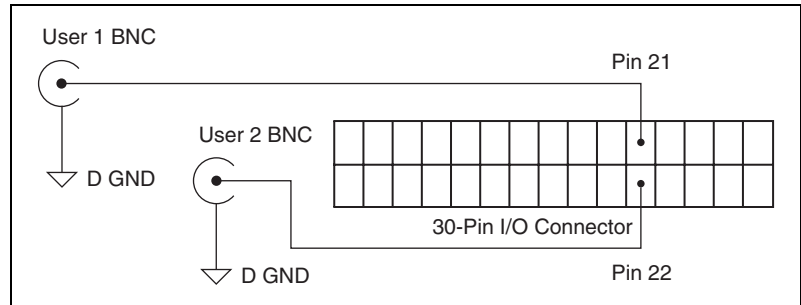 User 1 BNC
Pin 21
User 2 BNC
D GND
30-Pin I/O Connector
D GND
Pin 22